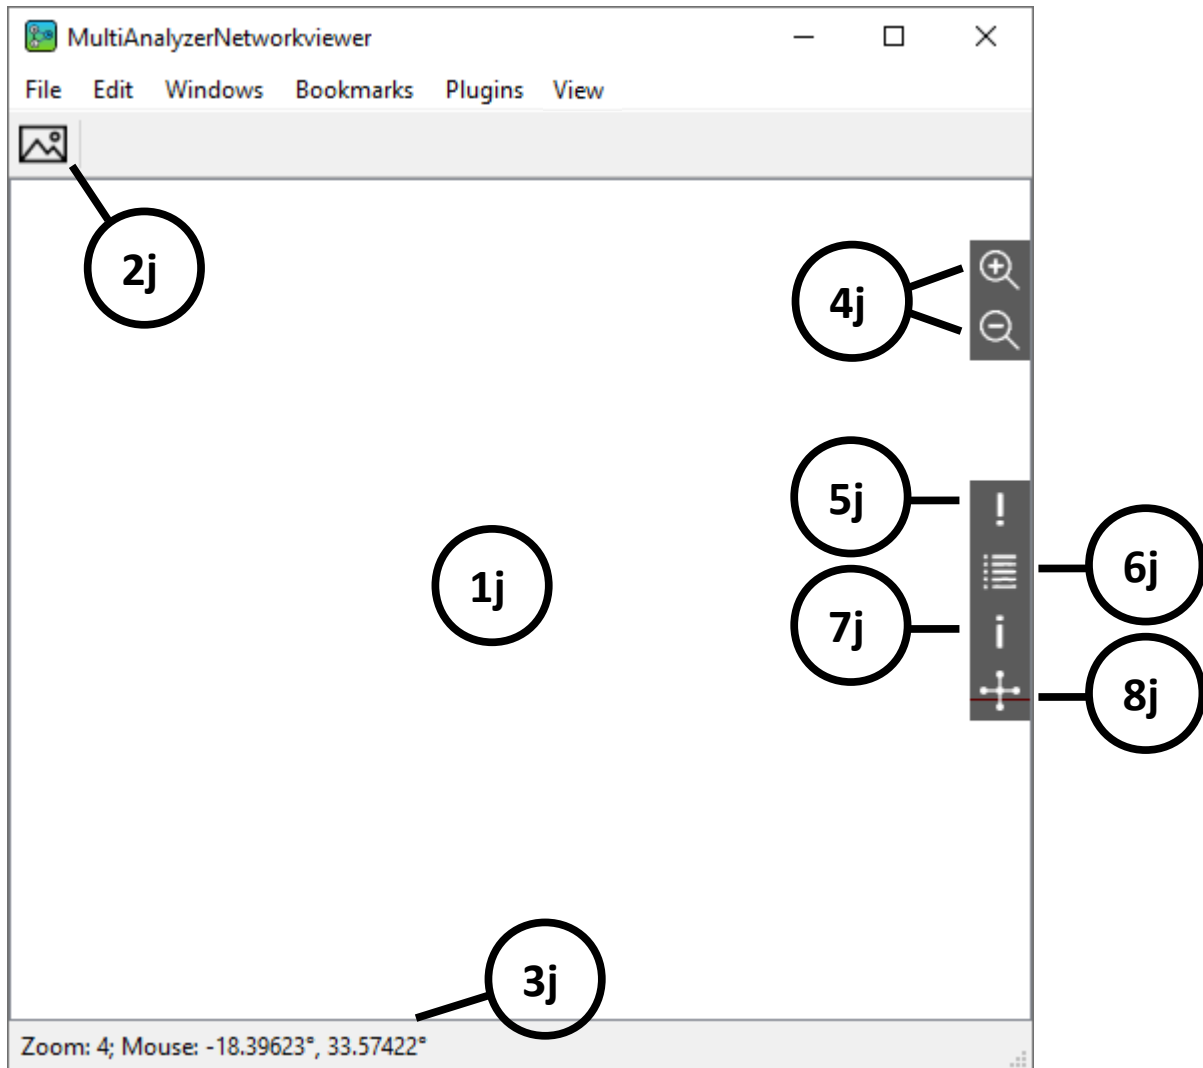 MultiAnalyzerNetworkviewer
File Edit Windows Bookmarks Plugins View
2j
4j
5j
6j
1j
7j
8j
3j
Zoom: 4; Mouse: -18.39623°, 33.57422°